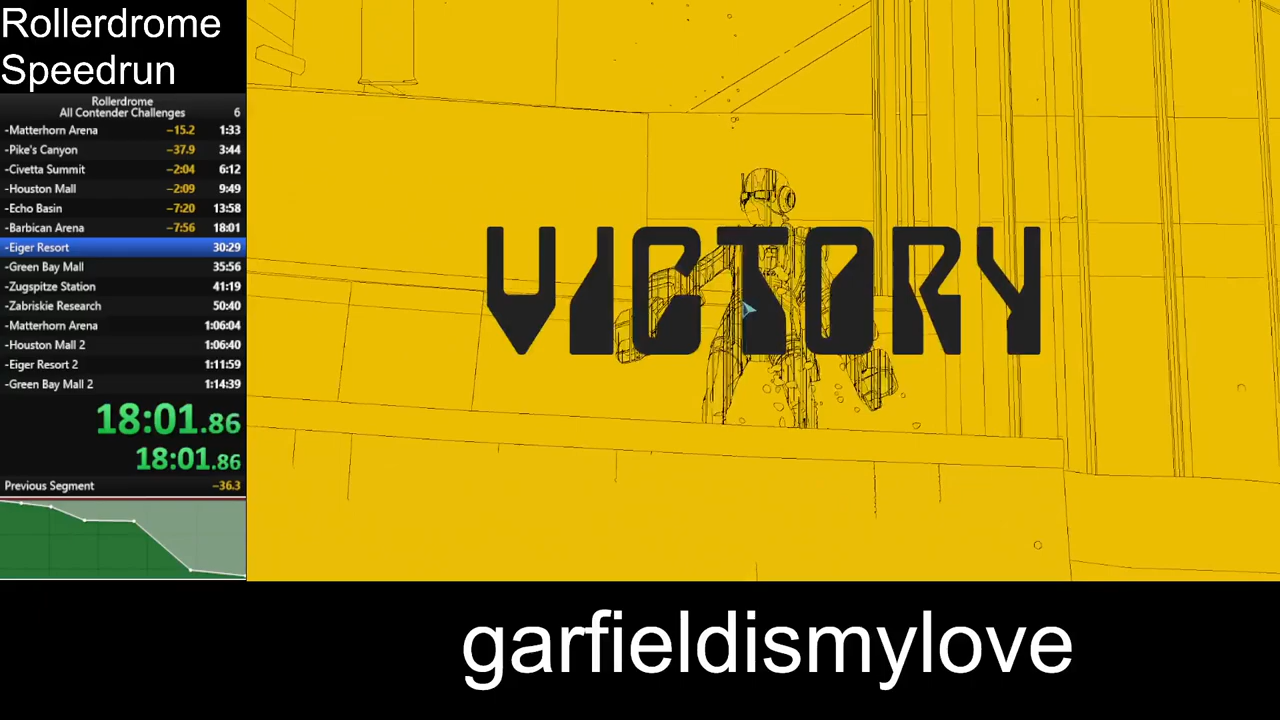 Rollerdrome
Speedrun
Rollerdrome
All Contender Challenges 6
-Matterhorn Arena −15.2 1:33
-Pike's Canyon −37.9 3:44
-Civetta Summit −2:04 6:12
-Houston Mall −2:09 9:49
-Echo Basin −7:20 13:58
-Barbican Arena −7:56 18:01
-Eiger Resort 30:29
-Green Bay Mall 35:56
-Zugspitze Station 41:19
-Zabriskie Research 50:40
-Matterhorn Arena 1:06:04
-Houston Mall 2 1:06:40
-Eiger Resort 2 1:11:59
-Green Bay Mall 2 1:14:39
18:01.86
18:01.86
Previous Segment −36.3
VICTORY
garfieldismylove